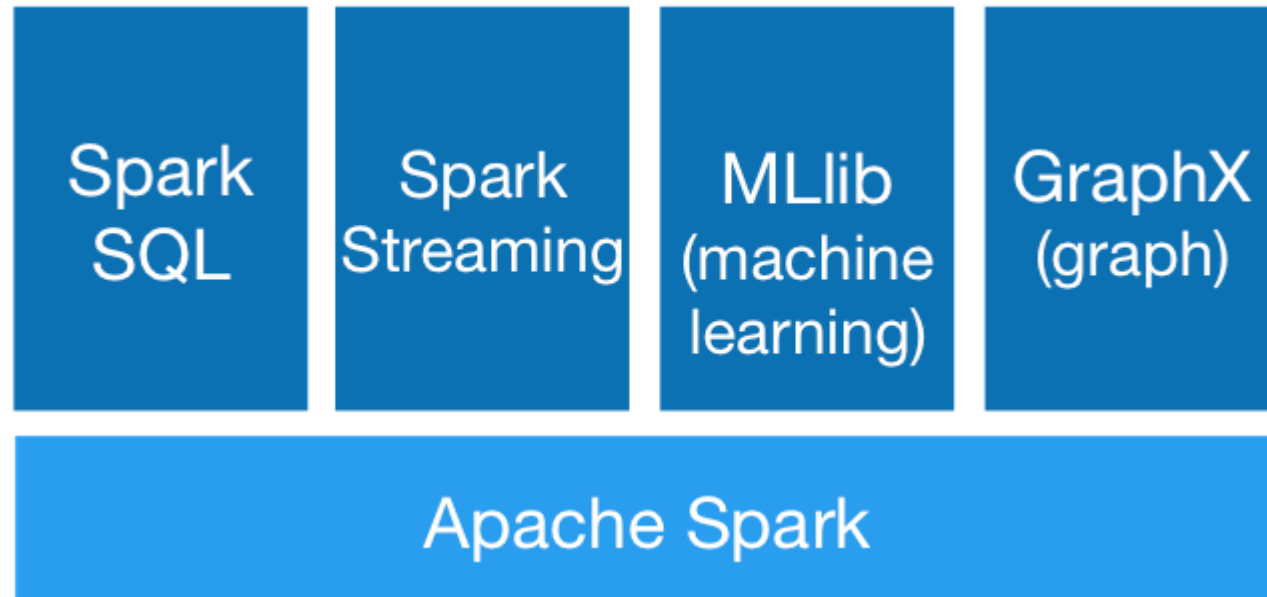 Spark
SQL
Spark
Streaming
MLlib
(machine
learning)
GraphX
(graph)
Apache Spark